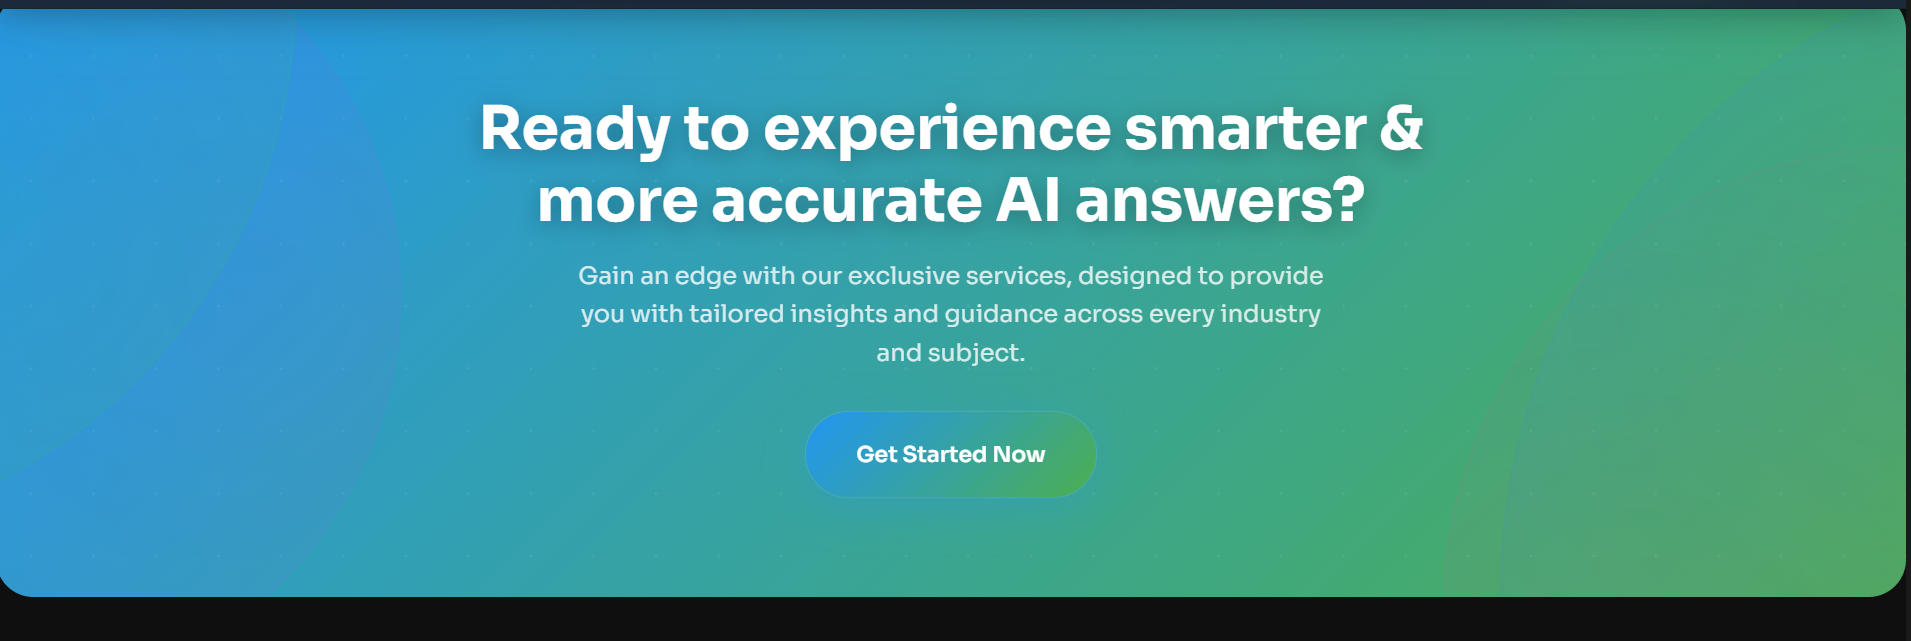 Ready to experience smarter &
more accurate AI answers?
Gain an edge with our exclusive services, designed to provide
you with tailored insights and guidance across every industry
and subject.
Get Started Now